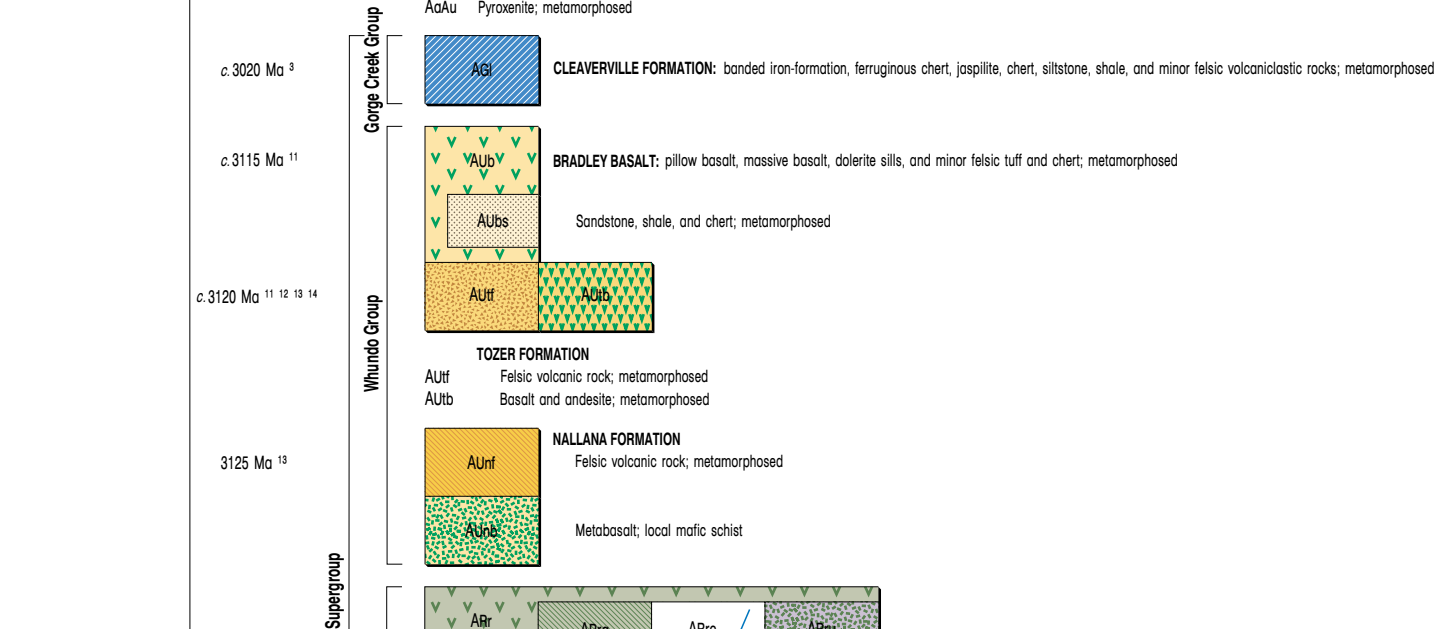 AaAu Pyroxenite; metamorphosed
Gorge Creek Group
c. 3020 Ma 3
AGl
CLEAVERVILLE FORMATION: banded iron-formation, ferruginous chert, jaspilite, chert, siltstone, shale, and minor felsic volcaniclastic rocks; metamorphosed
c. 3115 Ma 11
AUb
BRADLEY BASALT: pillow basalt, massive basalt, dolerite sills, and minor felsic tuff and chert; metamorphosed
AUbs
Sandstone, shale, and chert; metamorphosed
c. 3120 Ma 11 12 13 14
AUtf
AUtb
Whundo Group
TOZER FORMATION
AUtf Felsic volcanic rock; metamorphosed
AUtb Basalt and andesite; metamorphosed
NALLANA FORMATION
3125 Ma 13
AUnf
Felsic volcanic rock; metamorphosed
AUnb
Metabasalt; local mafic schist
Supergroup
ARr